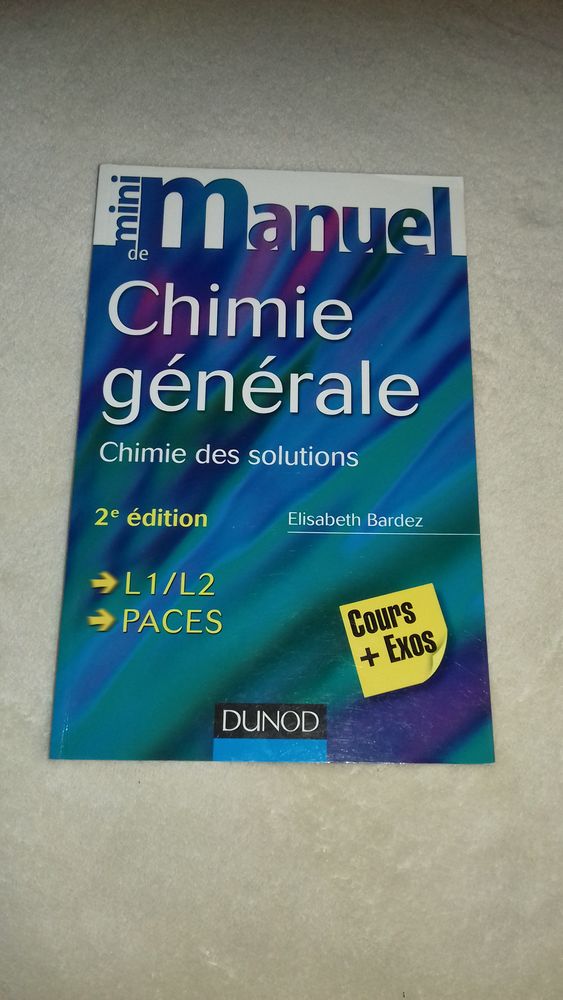 mini manuel
de
Chimie
générale
Chimie des solutions
2e édition
Elisabeth Bardez
L1/L2
PACES
Cours
+ Exos
DUNOD